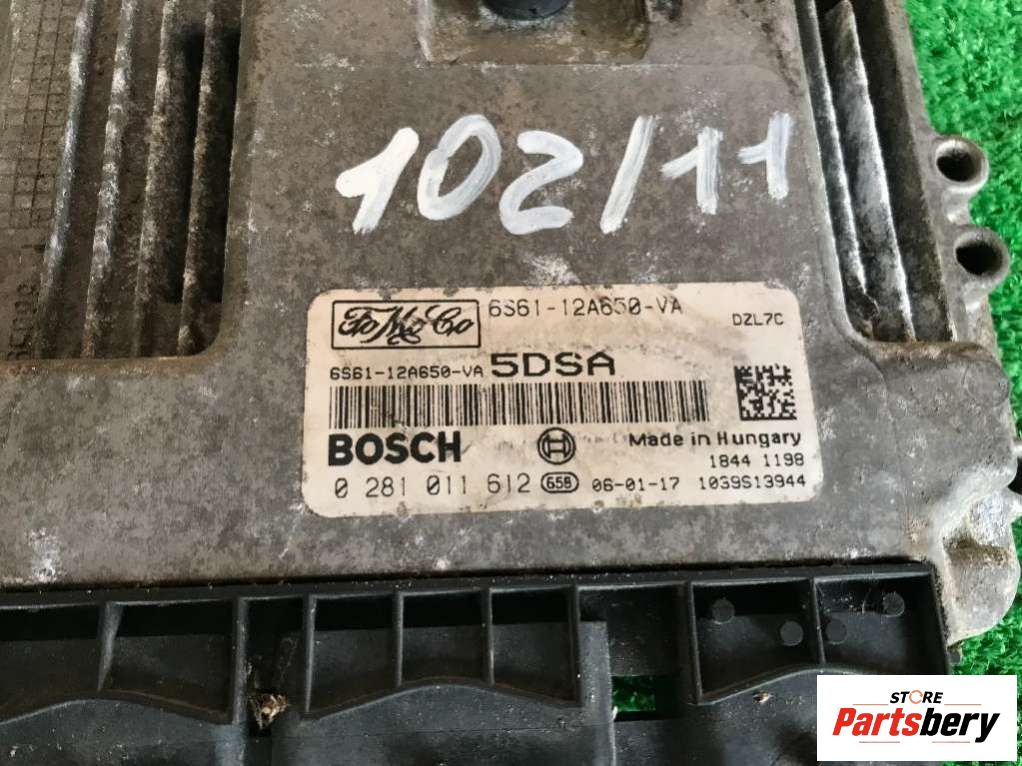 102/11
FoMoCo 6S61-12A650-VA DZL7C
6S61-12A650-VA 5DSA
BOSCH Made in Hungary
1844 1198
0 281 011 612 658 06-01-17 1039S13944
STORE
Partsbery